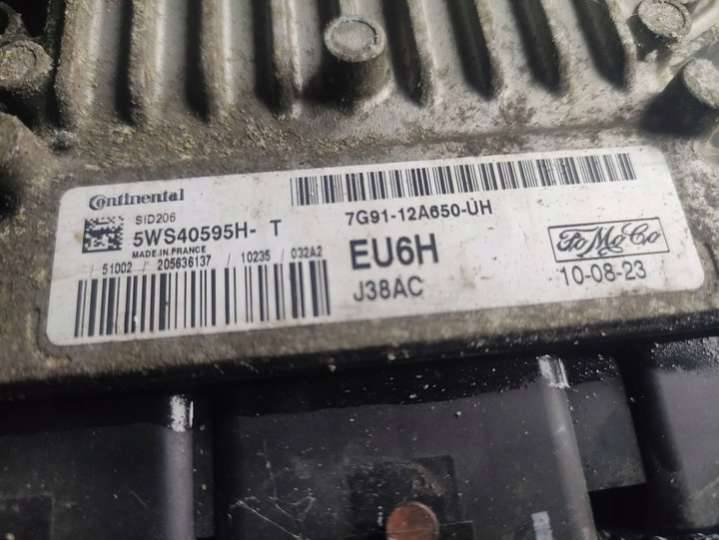 Continental
SID206
5WS40595H- T
MADE IN FRANCE
/ 51002 / 205636137 / 10235 / 032A2
7G91-12A650-UH
EU6H
J38AC
FoMoCo
10-08-23